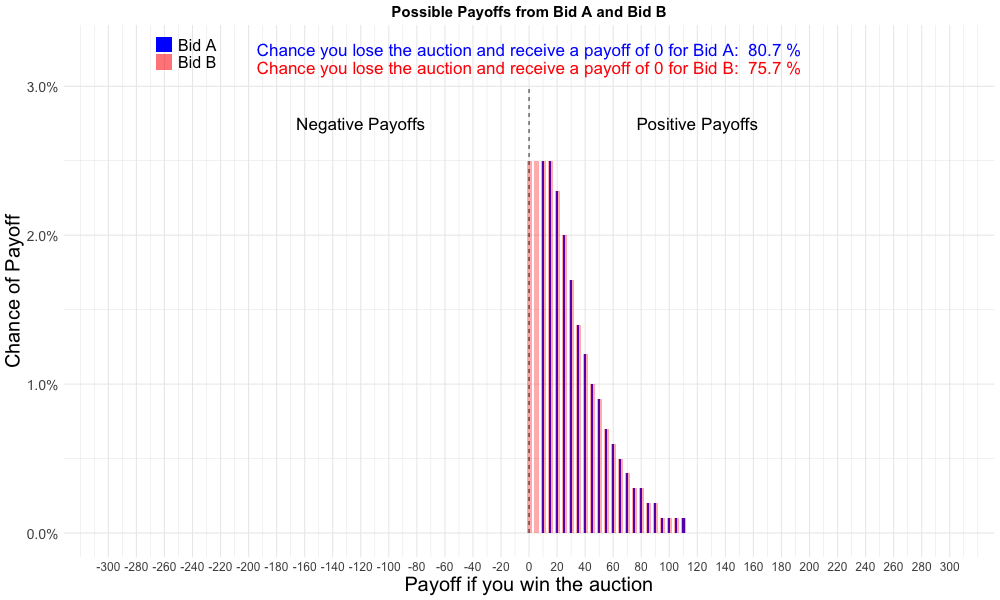 Possible Payoffs from Bid A and Bid B
Bid A
Bid B
Chance you lose the auction and receive a payoff of 0 for Bid A: 80.7 %
Chance you lose the auction and receive a payoff of 0 for Bid B: 75.7 %
Negative Payoffs
Positive Payoffs
Chance of Payoff
3.0%
2.0%
1.0%
0.0%
-300 -280 -260 -240 -220 -200 -180 -160 -140 -120 -100 -80 -60 -40 -20 0 20 40 60 80 100 120 140 160 180 200 220 240 260 280 300
Payoff if you win the auction